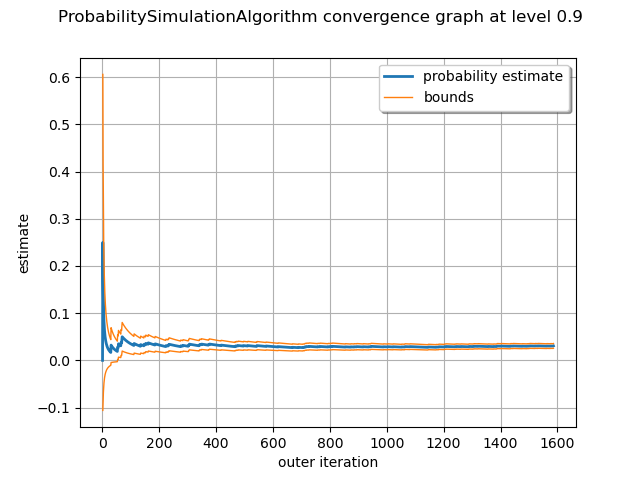 ProbabilitySimulationAlgorithm convergence graph at level 0.9
probability estimate
bounds
0.6
0.5
0.4
0.3
0.2
0.1
0.0
−0.1
estimate
0 200 400 600 800 1000 1200 1400 1600
outer iteration